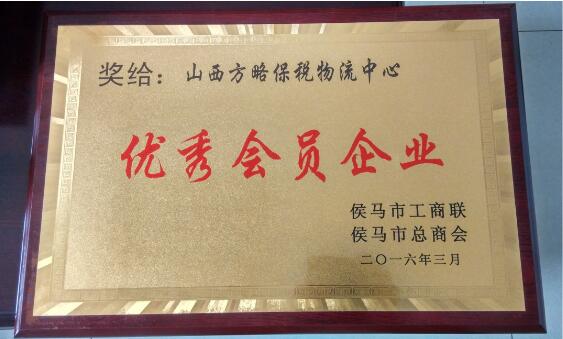 奖给：山西方略保税物流中心
优秀会员企业
侯马市工商联
侯马市总商会
二〇一六年三月